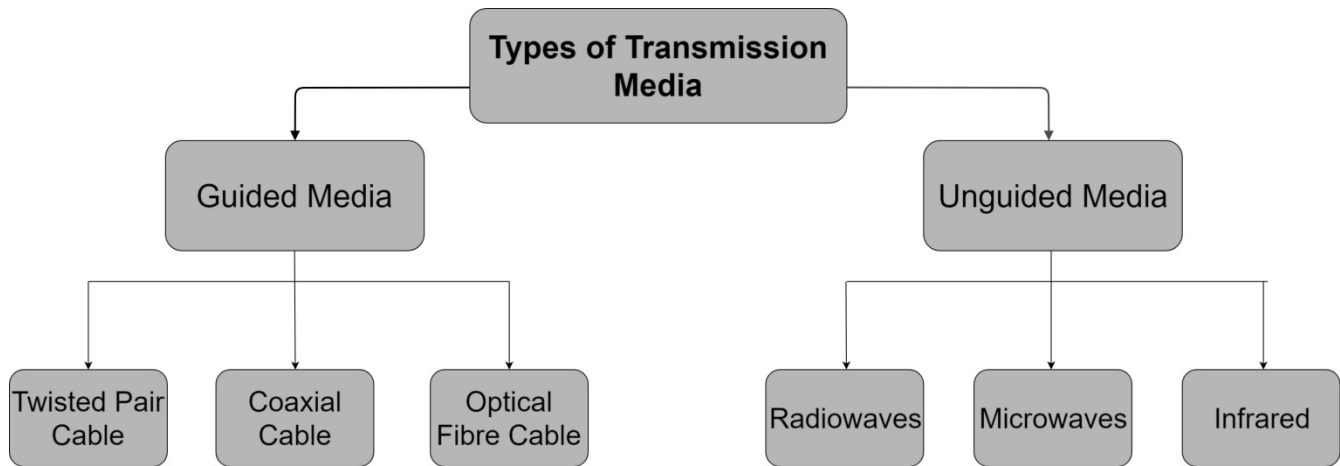 Types of Transmission
Media
Guided Media
Unguided Media
Twisted Pair
Cable
Coaxial
Cable
Optical
Fibre Cable
Radiowaves
Microwaves
Infrared